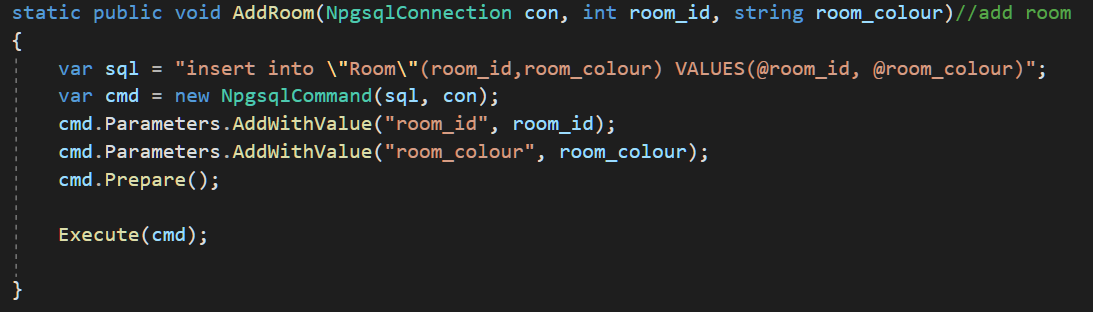 static public void AddRoom(NpgsqlConnection con, int room_id, string room_colour)//add room
{
var sql = "insert into \"Room\"(room_id,room_colour) VALUES(@room_id, @room_colour)";
var cmd = new NpgsqlCommand(sql, con);
cmd.Parameters.AddWithValue("room_id", room_id);
cmd.Parameters.AddWithValue("room_colour", room_colour);
cmd.Prepare();
Execute(cmd);
}